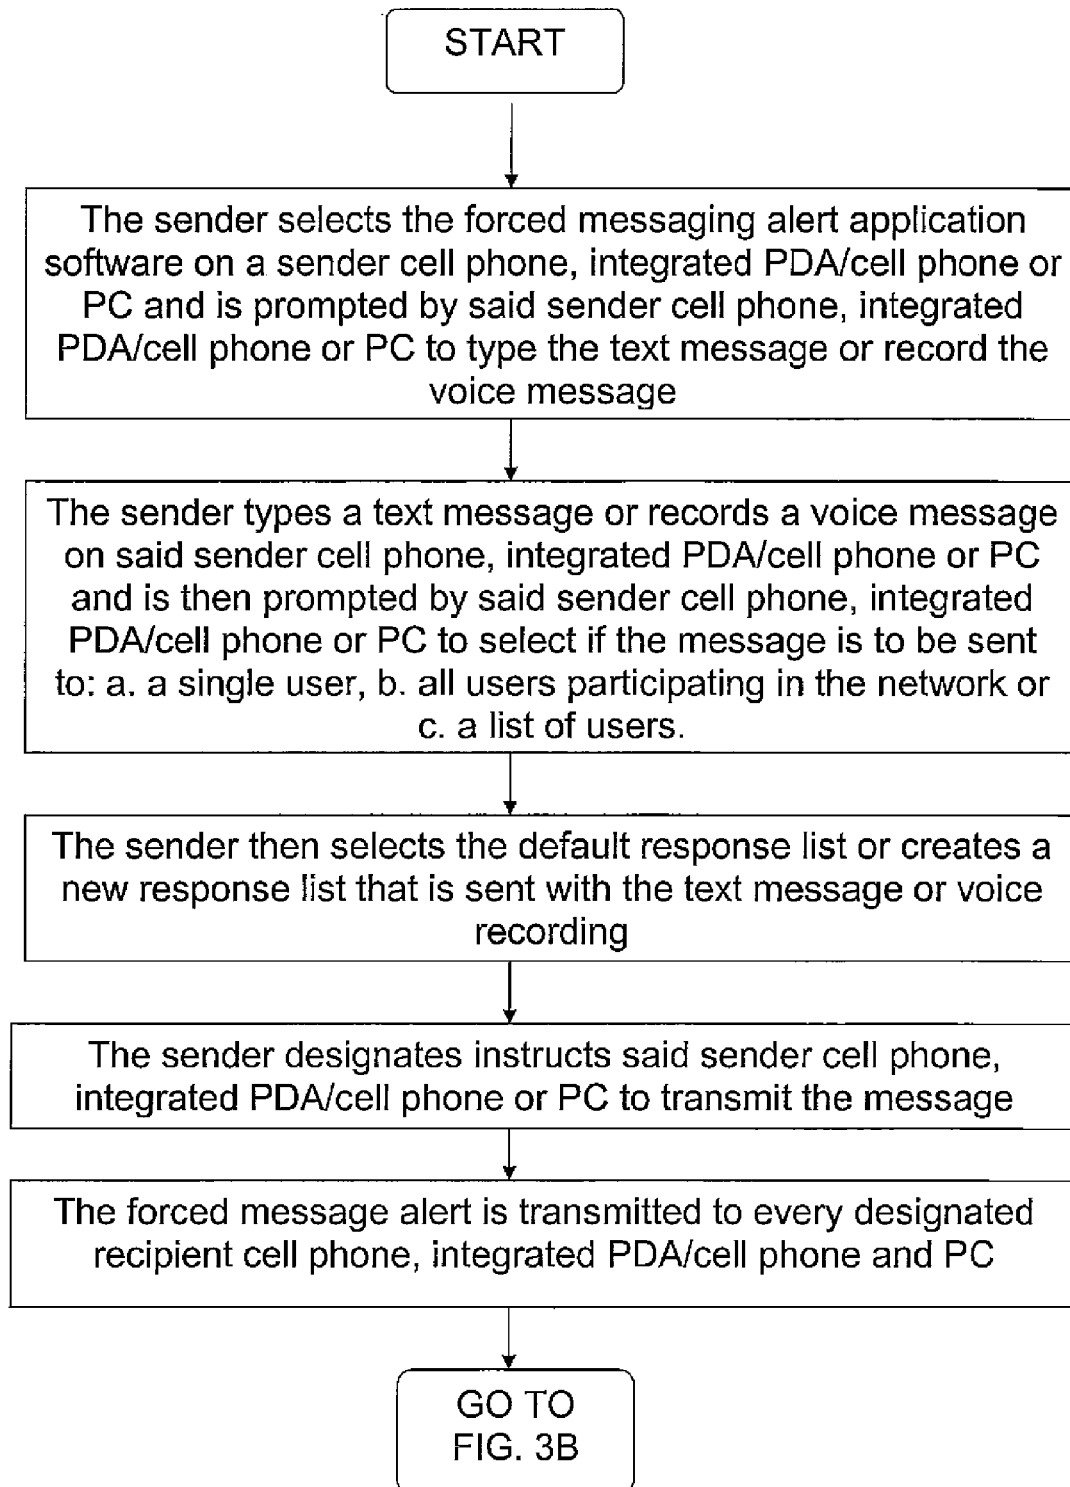 START
The sender selects the forced messaging alert application
software on a sender cell phone, integrated PDA/cell phone or
PC and is prompted by said sender cell phone, integrated
PDA/cell phone or PC to type the text message or record the
voice message
The sender types a text message or records a voice message
on said sender cell phone, integrated PDA/cell phone or PC
and is then prompted by said sender cell phone, integrated
PDA/cell phone or PC to select if the message is to be sent
to: a. a single user, b. all users participating in the network or
c. a list of users.
The sender then selects the default response list or creates a
new response list that is sent with the text message or voice
recording
The sender designates instructs said sender cell phone,
integrated PDA/cell phone or PC to transmit the message
The forced message alert is transmitted to every designated
recipient cell phone, integrated PDA/cell phone and PC
GO TO
FIG. 3B